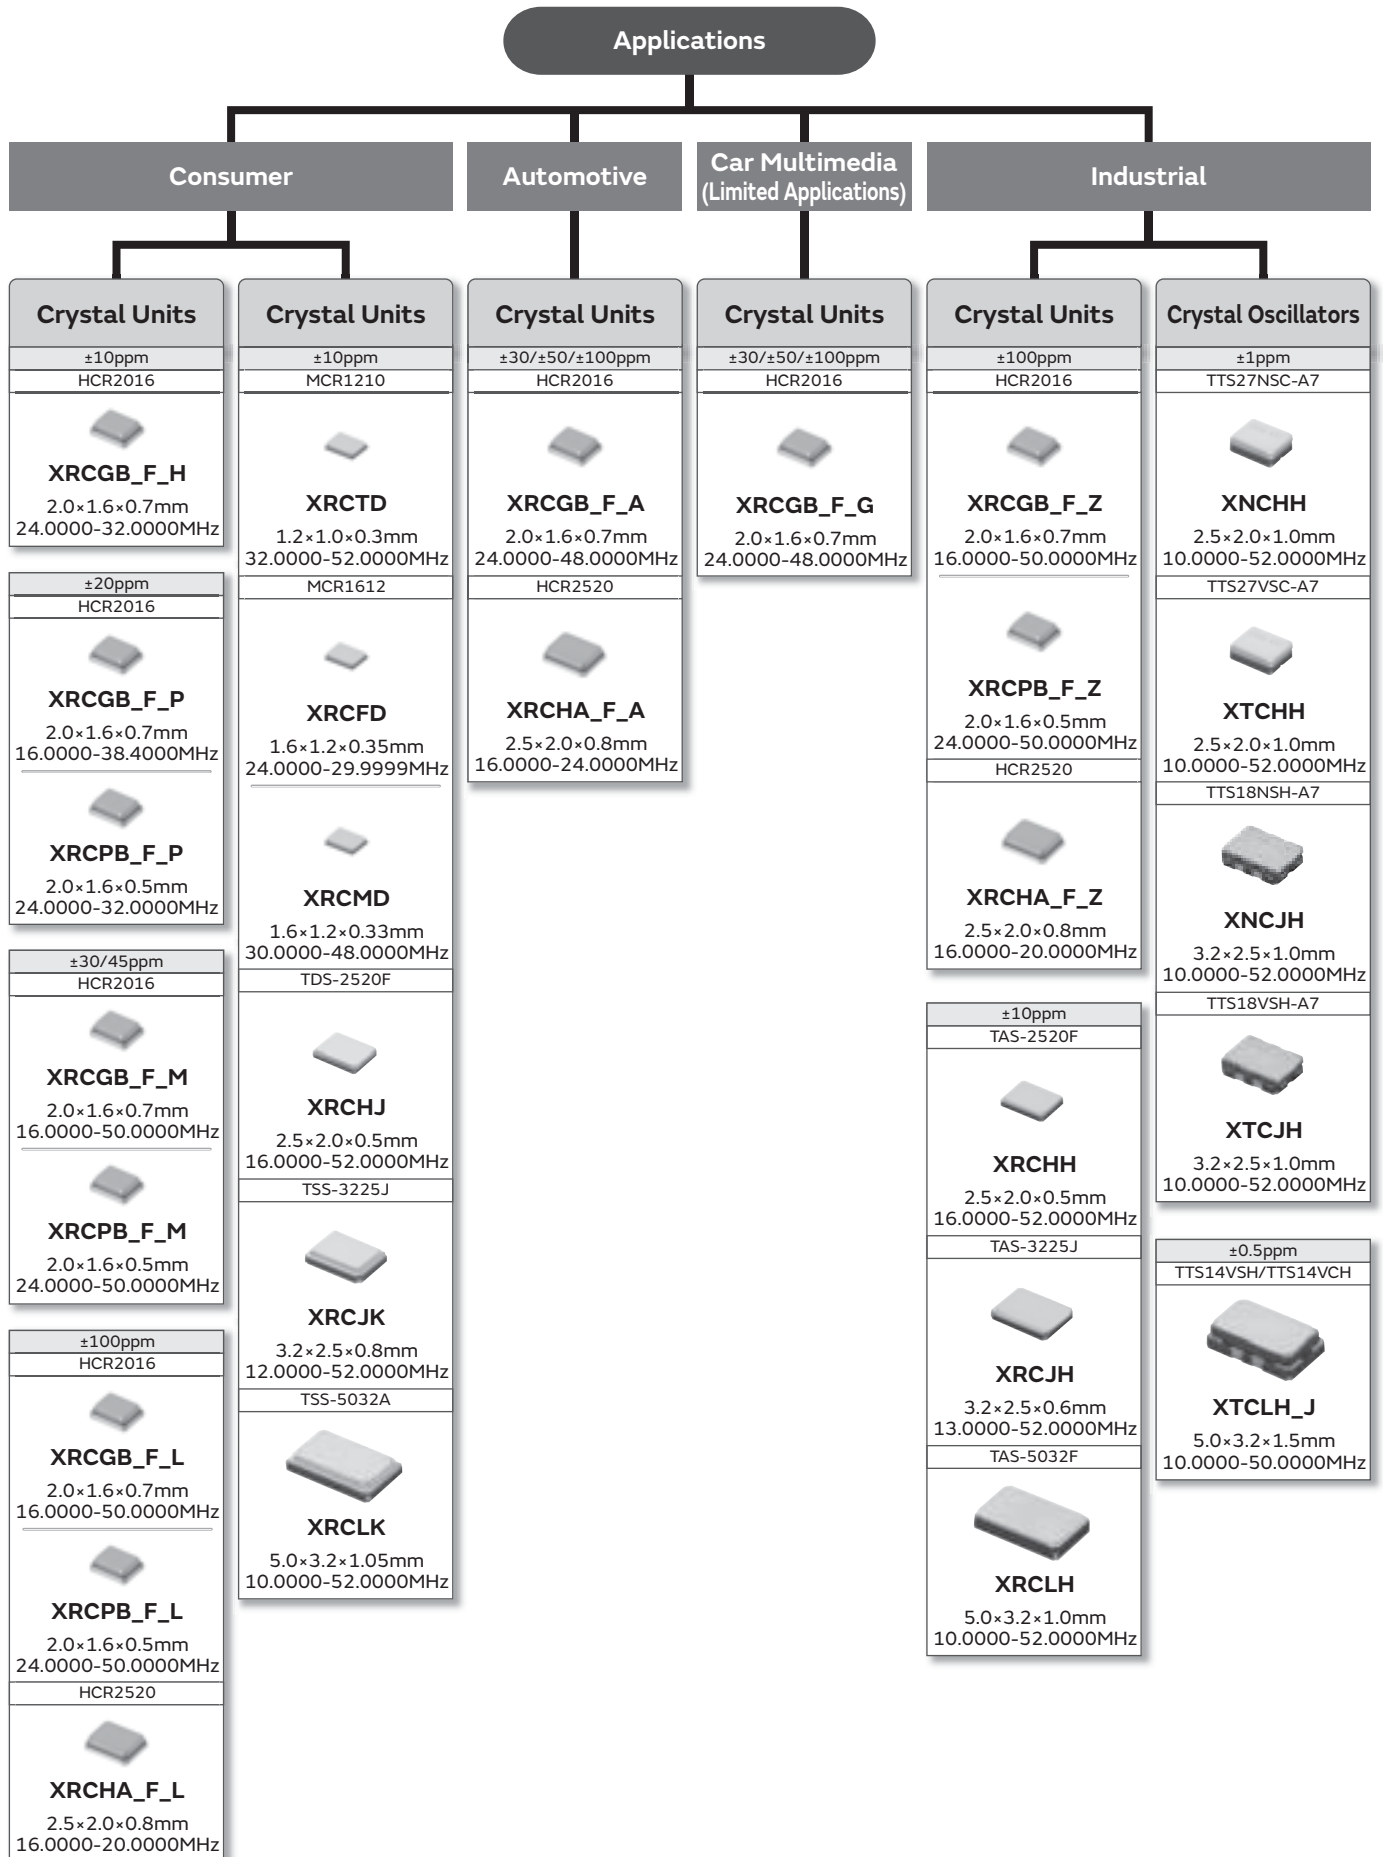 Applications
Consumer
Automotive
Car Multimedia
(Limited Applications)
Industrial
Crystal Units
±10ppm
HCR2016
XRCGB_F_H
2.0×1.6×0.7mm
24.0000-32.0000MHz
±20ppm
HCR2016
XRCGB_F_P
2.0×1.6×0.7mm
16.0000-38.4000MHz
XRCPB_F_P
2.0×1.6×0.5mm
24.0000-32.0000MHz
±30/45ppm
HCR2016
XRCGB_F_M
2.0×1.6×0.7mm
16.0000-50.0000MHz
XRCPB_F_M
2.0×1.6×0.5mm
24.0000-50.0000MHz
±100ppm
HCR2016
XRCGB_F_L
2.0×1.6×0.7mm
16.0000-50.0000MHz
XRCPB_F_L
2.0×1.6×0.5mm
24.0000-50.0000MHz
HCR2520
XRCHA_F_L
2.5×2.0×0.8mm
16.0000-20.0000MHz
Crystal Units
±10ppm
MCR1210
XRCTD
1.2×1.0×0.3mm
32.0000-52.0000MHz
MCR1612
XRCFD
1.6×1.2×0.35mm
24.0000-29.9999MHz
XRCMD
1.6×1.2×0.33mm
30.0000-48.0000MHz
TDS-2520F
XRCHJ
2.5×2.0×0.5mm
16.0000-52.0000MHz
TSS-3225J
XRCJK
3.2×2.5×0.8mm
12.0000-52.0000MHz
TSS-5032A
XRCLK
5.0×3.2×1.05mm
10.0000-52.0000MHz
Crystal Units
±30/±50/±100ppm
HCR2016
XRCGB_F_A
2.0×1.6×0.7mm
24.0000-48.0000MHz
HCR2520
XRCHA_F_A
2.5×2.0×0.8mm
16.0000-24.0000MHz
Crystal Units
±30/±50/±100ppm
HCR2016
XRCGB_F_G
2.0×1.6×0.7mm
24.0000-48.0000MHz
Crystal Units
±100ppm
HCR2016
XRCGB_F_Z
2.0×1.6×0.7mm
16.0000-50.0000MHz
XRCPB_F_Z
2.0×1.6×0.5mm
24.0000-50.0000MHz
HCR2520
XRCHA_F_Z
2.5×2.0×0.8mm
16.0000-20.0000MHz
±10ppm
TAS-2520F
XRCHH
2.5×2.0×0.5mm
16.0000-52.0000MHz
TAS-3225J
XRCJH
3.2×2.5×0.6mm
13.0000-52.0000MHz
TAS-5032F
XRCLH
5.0×3.2×1.0mm
10.0000-52.0000MHz
Crystal Oscillators
±1ppm
TTS27NSC-A7
XNCHH
2.5×2.0×1.0mm
10.0000-52.0000MHz
TTS27VSC-A7
XTCHH
2.5×2.0×1.0mm
10.0000-52.0000MHz
TTS18NSH-A7
XNCJH
3.2×2.5×1.0mm
10.0000-52.0000MHz
TTS18VSH-A7
XTCJH
3.2×2.5×1.0mm
10.0000-52.0000MHz
±0.5ppm
TTS14VSH/TTS14VCH
XTCLH_J
5.0×3.2×1.5mm
10.0000-50.0000MHz